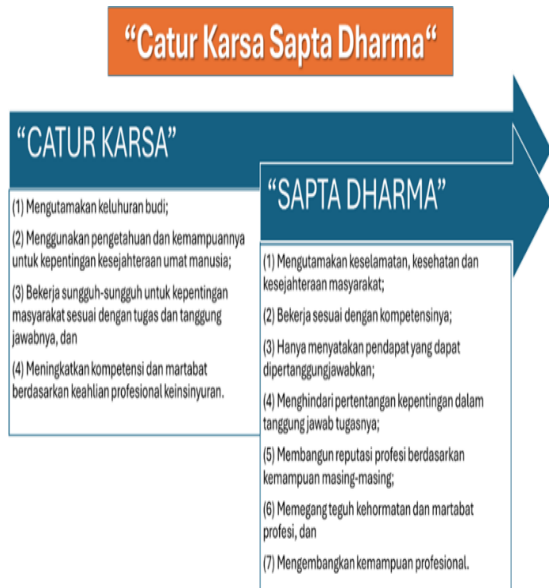 “Catur Karsa Sapta Dharma“
“CATUR KARSA”
(1) Mengutamakan keluhuran budi;
(2) Menggunakan pengetahuan dan kemampuannya
untuk kepentingan kesejahteraan umat manusia;
(3) Bekerja sungguh-sungguh untuk kepentingan
masyarakat sesuai dengan tugas dan tanggung
jawabnya, dan
(4) Meningkatkan kompetensi dan martabat
berdasarkan keahlian profesional keinsinyuran.
“SAPTA DHARMA”
(1) Mengutamakan keselamatan, kesehatan dan
kesejahteraan masyarakat;
(2) Bekerja sesuai dengan kompetensinya;
(3) Hanya menyatakan pendapat yang dapat
dipertanggungjawabkan;
(4) Menghindari pertentangan kepentingan dalam
tanggung jawab tugasnya;
(5) Membangun reputasi profesi berdasarkan
kemampuan masing-masing;
(6) Memegang teguh kehormatan dan martabat
profesi, dan
(7) Mengembangkan kemampuan profesional.